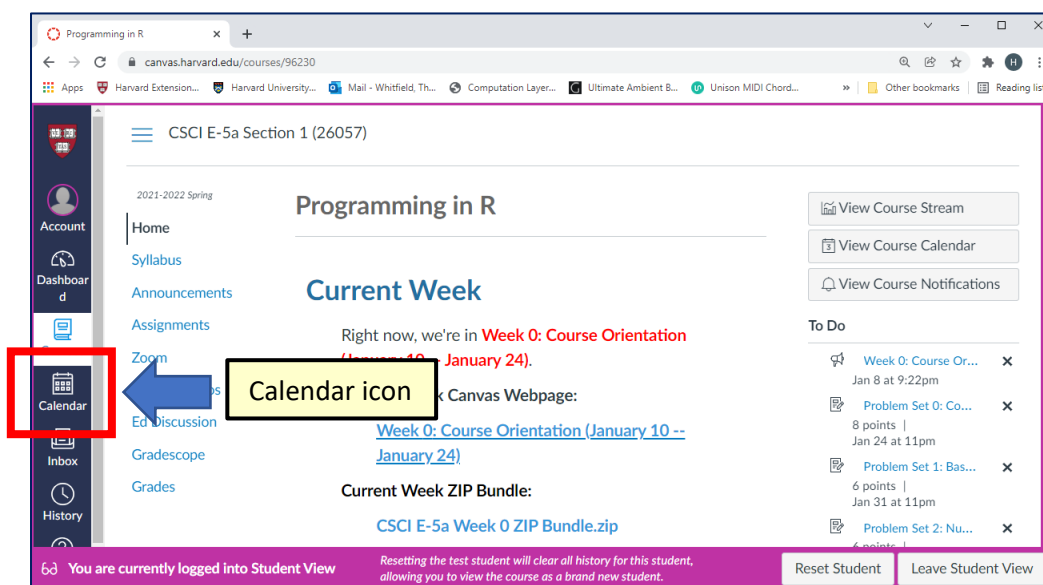 Programming in R
canvas.harvard.edu/courses/96230
Apps
Harvard Extension...
Harvard University...
Mail - Whitfield, Th...
Computation Layer...
Ultimate Ambient B...
Unison MIDI Chord...
»
Other bookmarks
Reading list
H
CSCI E-5a Section 1 (26057)
Account
Dashboar
d
Calendar
Inbox
History
2021-2022 Spring
Home
Syllabus
Announcements
Assignments
Zoom
Ed Discussion
Gradescope
Grades
Calendar icon
Programming in R
Current Week
Right now, we're in Week 0: Course Orientation
(January 10 -- January 24).
Canvas Webpage:
Week 0: Course Orientation (January 10 --
January 24)
Current Week ZIP Bundle:
CSCI E-5a Week 0 ZIP Bundle.zip
View Course Stream
View Course Calendar
View Course Notifications
To Do
Week 0: Course Or...
Jan 8 at 9:22pm
Problem Set 0: Co...
8 points |
Jan 24 at 11pm
Problem Set 1: Bas...
6 points |
Jan 31 at 11pm
Problem Set 2: Nu...
6 points |
You are currently logged into Student View
Resetting the test student will clear all history for this student,
allowing you to view the course as a brand new student.
Reset Student
Leave Student View